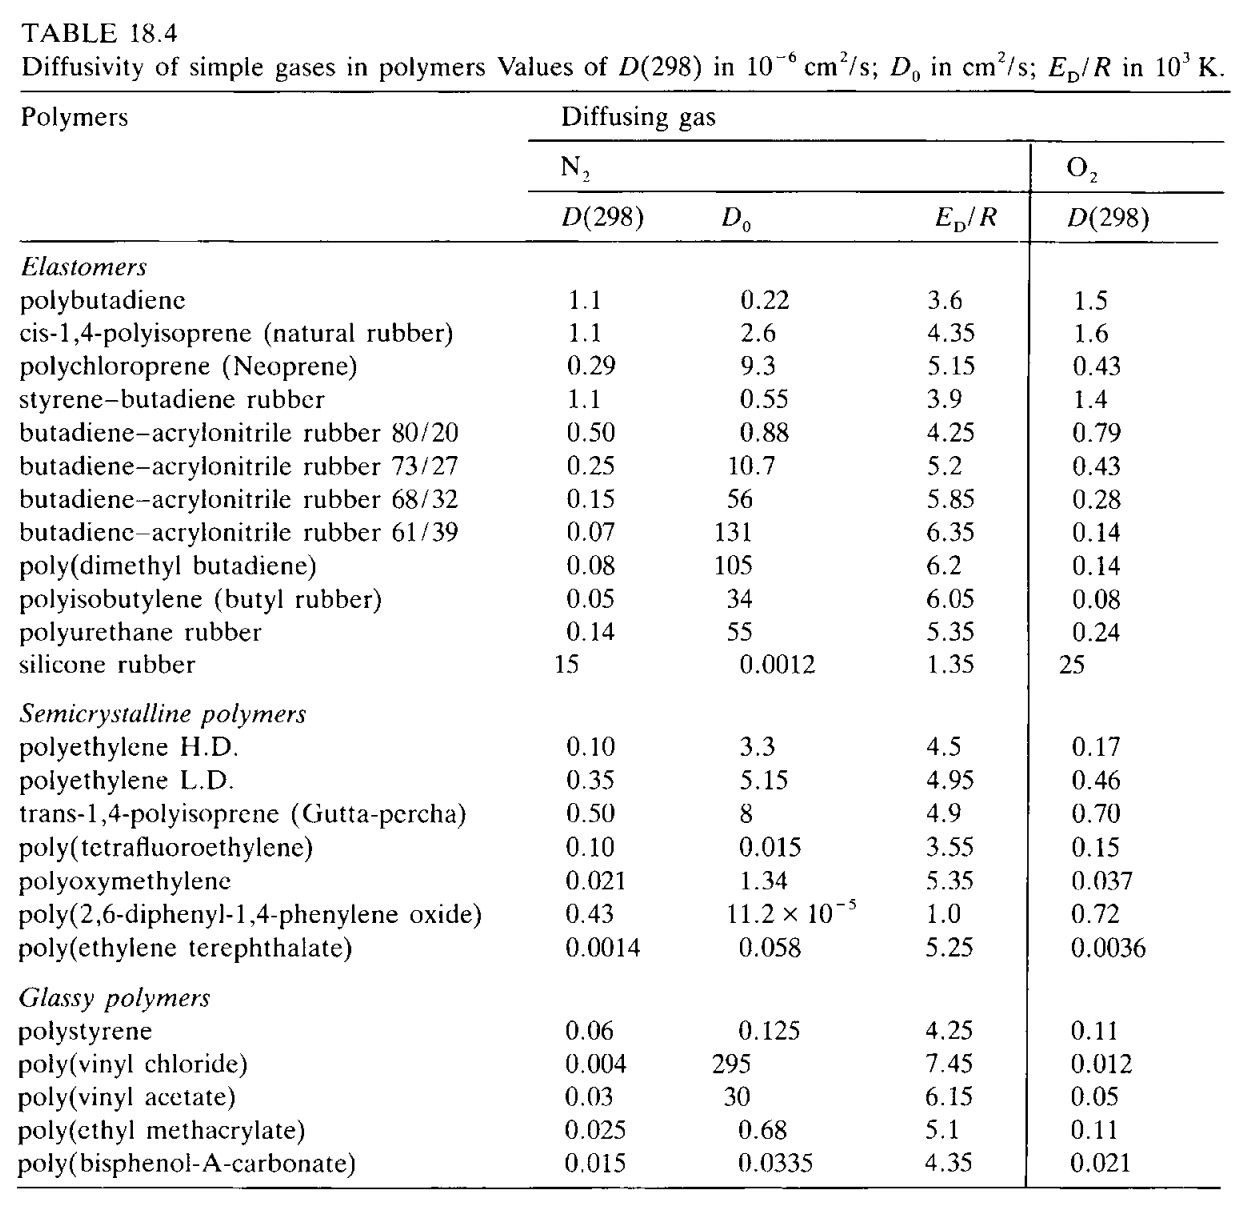 TABLE 18.4
Diffusivity of simple gases in polymers Values of D(298) in 10⁻⁶ cm²/s; D₀ in cm²/s; E_D/R in 10³ K.
Polymers Diffusing gas
N₂ O₂
D(298) D₀ E_D/R D(298)
Elastomers
polybutadiene 1.1 0.22 3.6 1.5
cis-1,4-polyisoprene (natural rubber) 1.1 2.6 4.35 1.6
polychloroprene (Neoprene) 0.29 9.3 5.15 0.43
styrene–butadiene rubber 1.1 0.55 3.9 1.4
butadiene–acrylonitrile rubber 80/20 0.50 0.88 4.25 0.79
butadiene–acrylonitrile rubber 73/27 0.25 10.7 5.2 0.43
butadiene–acrylonitrile rubber 68/32 0.15 56 5.85 0.28
butadiene–acrylonitrile rubber 61/39 0.07 131 6.35 0.14
poly(dimethyl butadiene) 0.08 105 6.2 0.14
polyisobutylene (butyl rubber) 0.05 34 6.05 0.08
polyurethane rubber 0.14 55 5.35 0.24
silicone rubber 15 0.0012 1.35 25
Semicrystalline polymers
polyethylene H.D. 0.10 3.3 4.5 0.17
polyethylene L.D. 0.35 5.15 4.95 0.46
trans-1,4-polyisoprene (Gutta-percha) 0.50 8 4.9 0.70
poly(tetrafluoroethylene) 0.10 0.015 3.55 0.15
polyoxymethylene 0.021 1.34 5.35 0.037
poly(2,6-diphenyl-1,4-phenylene oxide) 0.43 11.2 × 10⁻⁵ 1.0 0.72
poly(ethylene terephthalate) 0.0014 0.058 5.25 0.0036
Glassy polymers
polystyrene 0.06 0.125 4.25 0.11
poly(vinyl chloride) 0.004 295 7.45 0.012
poly(vinyl acetate) 0.03 30 6.15 0.05
poly(ethyl methacrylate) 0.025 0.68 5.1 0.11
poly(bisphenol-A-carbonate) 0.015 0.0335 4.35 0.021